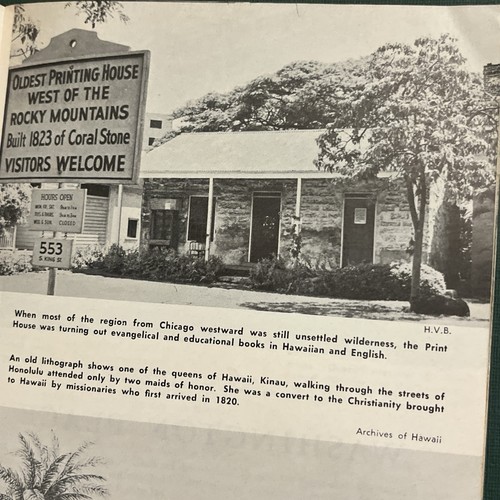 OLDEST PRINTING HOUSE
WEST OF THE
ROCKY MOUNTAINS
Built 1823 of Coral Stone
VISITORS WELCOME
HOURS OPEN
553
S. KING ST.
H.V.B.
When most of the region from Chicago westward was still unsettled wilderness, the Print
House was turning out evangelical and educational books in Hawaiian and English.
An old lithograph shows one of the queens of Hawaii, Kinau, walking through the streets of
Honolulu attended only by two maids of honor. She was a convert to the Christianity brought
to Hawaii by missionaries who first arrived in 1820.
Archives of Hawaii